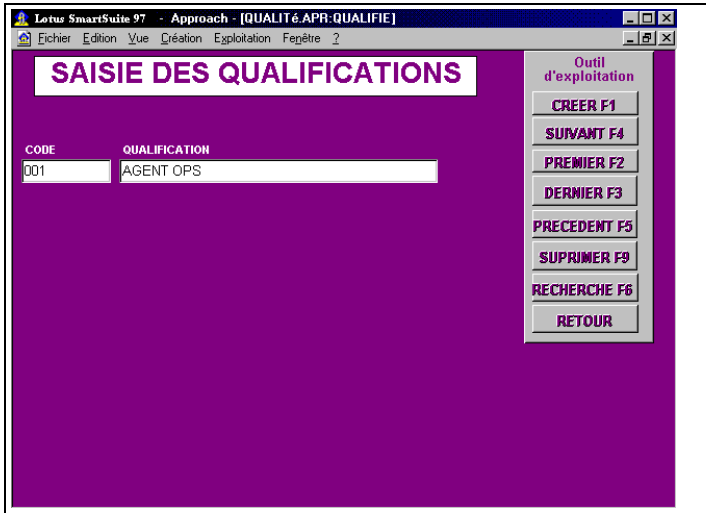 Lotus SmartSuite 97 - Approach - [QUALITé.APR:QUALIFIE]
Eichier Edition Vue Création Exploitation Fenêtre ?
SAISIE DES QUALIFICATIONS
Outil
d'exploitation
CREER F1
SUIVANT F4
PREMIER F2
DERNIER F3
PRECEDENT F5
SUPRIMER F9
RECHERCHE F6
RETOUR
CODE QUALIFICATION
001 AGENT OPS